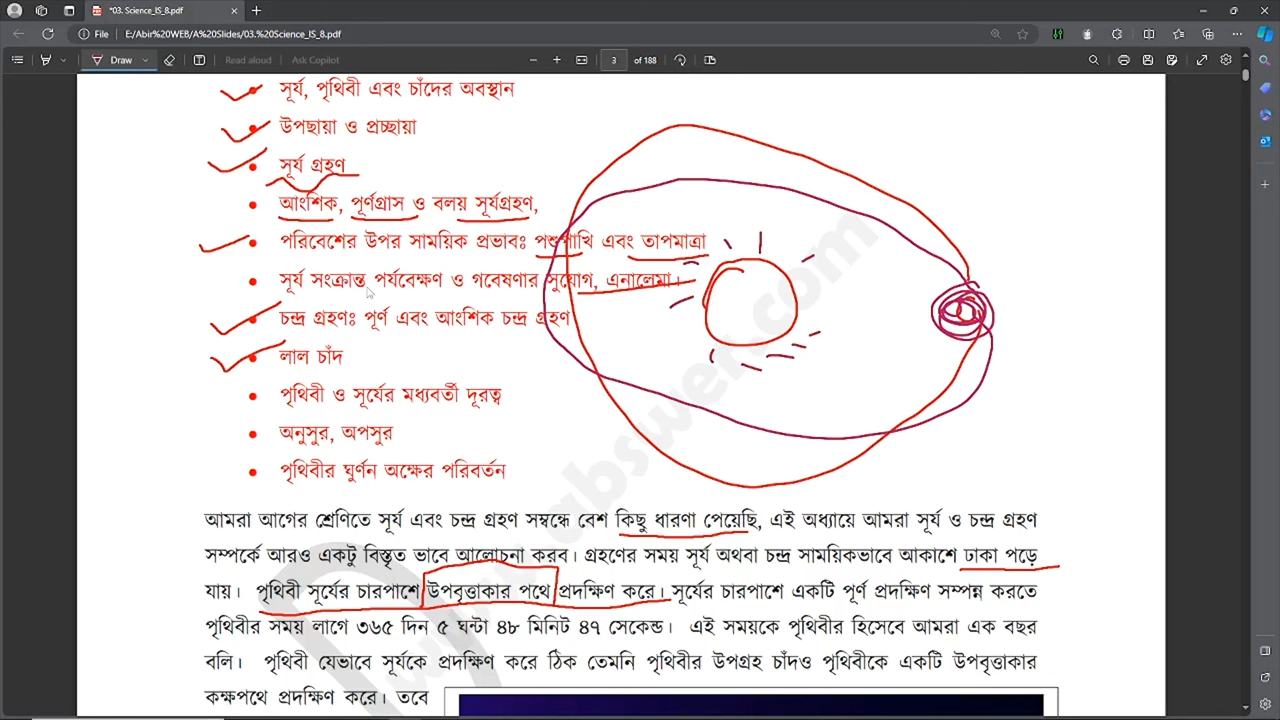 *03. Science_IS_8.pdf
File
E:/Abir%20WEB/A%20Slides/03.%20Science_IS_8.pdf
Draw
Read aloud
Ask Copilot
3 of 188
• সূর্য, পৃথিবী এবং চাঁদের অবস্থান
• উপছায়া ও প্রচ্ছায়া
• সূর্য গ্রহণ
• আংশিক, পূর্ণগ্রাস ও বলয় সূর্যগ্রহণ,
• পরিবেশের উপর সাময়িক প্রভাবঃ পশুপাখি এবং তাপমাত্রা
• সূর্য সংক্রান্ত পর্যবেক্ষণ ও গবেষণার সুযোগ, এনালেমা।
• চন্দ্র গ্রহণঃ পূর্ণ এবং আংশিক চন্দ্র গ্রহণ
• লাল চাঁদ
• পৃথিবী ও সূর্যের মধ্যবর্তী দূরত্ব
• অনুসুর, অপসুর
• পৃথিবীর ঘুর্ণন অক্ষের পরিবর্তন
আমরা আগের শ্রেণিতে সূর্য এবং চন্দ্র গ্রহণ সম্বন্ধে বেশ কিছু ধারণা পেয়েছি, এই অধ্যায়ে আমরা সূর্য ও চন্দ্র গ্রহণ
সম্পর্কে আরও একটু বিস্তৃত ভাবে আলোচনা করব। গ্রহণের সময় সূর্য অথবা চন্দ্র সাময়িকভাবে আকাশে ঢাকা পড়ে
যায়। পৃথিবী সূর্যের চারপাশে উপবৃত্তাকার পথে প্রদক্ষিণ করে। সূর্যের চারপাশে একটি পূর্ণ প্রদক্ষিণ সম্পন্ন করতে
পৃথিবীর সময় লাগে ৩৬৫ দিন ৫ ঘন্টা ৪৮ মিনিট ৪৭ সেকেন্ড। এই সময়কে পৃথিবীর হিসেবে আমরা এক বছর
বলি। পৃথিবী যেভাবে সূর্যকে প্রদক্ষিণ করে ঠিক তেমনি পৃথিবীর উপগ্রহ চাঁদও পৃথিবীকে একটি উপবৃত্তাকার
কক্ষপথে প্রদক্ষিণ করে। তবে